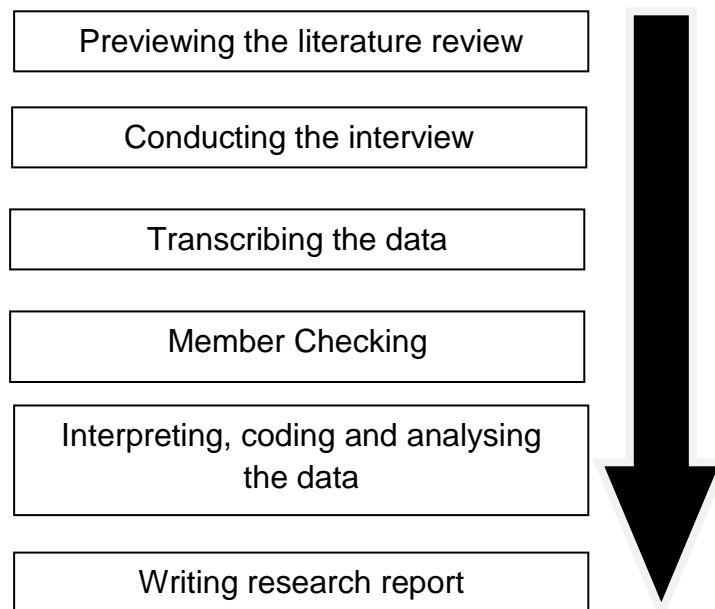 Previewing the literature review
Conducting the interview
Transcribing the data
Member Checking
Interpreting, coding and analysing
the data
Writing research report